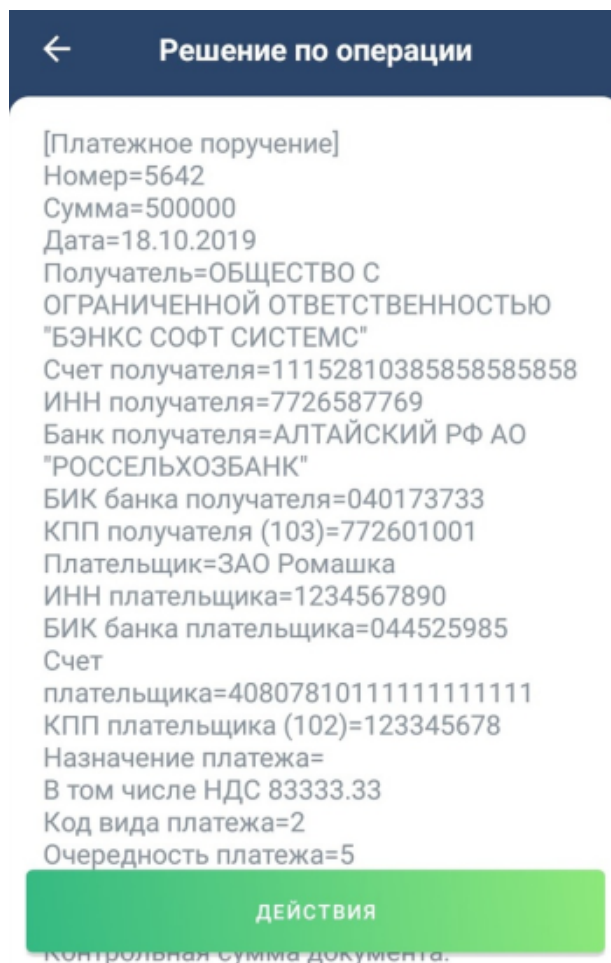 Решение по операции
[Платежное поручение]
Номер=5642
Сумма=500000
Дата=18.10.2019
Получатель=ОБЩЕСТВО С
ОГРАНИЧЕННОЙ ОТВЕТСТВЕННОСТЬЮ
"БЭНКС СОФТ СИСТЕМС"
Счет получателя=11152810385858585858
ИНН получателя=7726587769
Банк получателя=АЛТАЙСКИЙ РФ АО
"РОССЕЛЬХОЗБАНК"
БИК банка получателя=040173733
КПП получателя (103)=772601001
Плательщик=ЗАО Ромашка
ИНН плательщика=1234567890
БИК банка плательщика=044525985
Счет
плательщика=40807810111111111111
КПП плательщика (102)=123345678
Назначение платежа=
В том числе НДС 83333.33
Код вида платежа=2
Очередность платежа=5
ДЕЙСТВИЯ
Контрольная сумма документа: